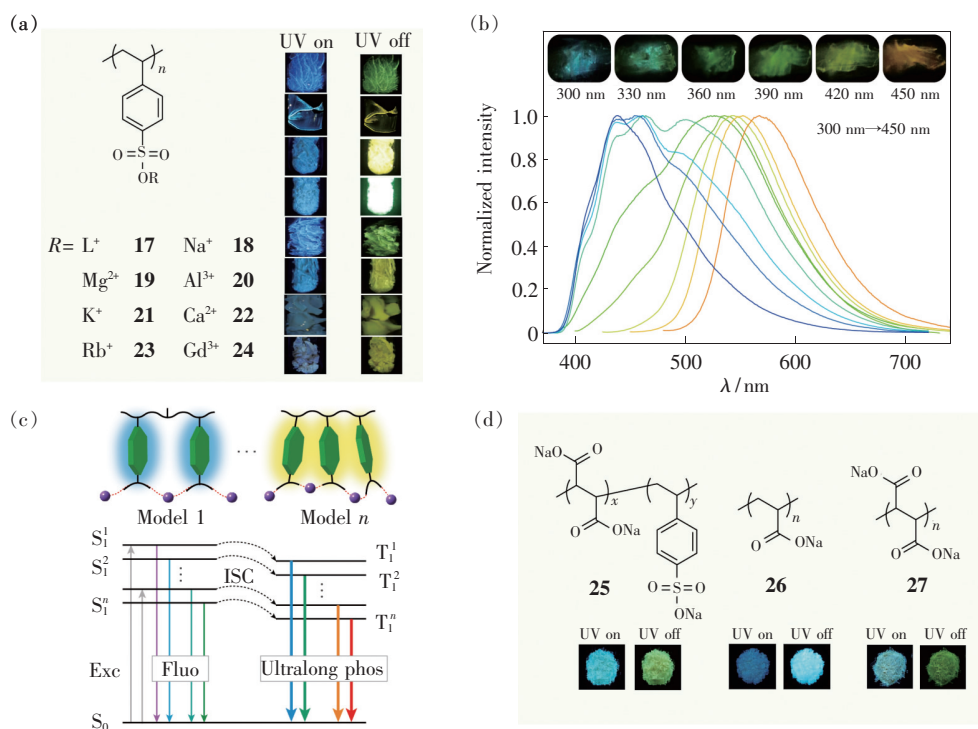 (a)
UV on UV off
n
O=S=O
OR
R= L⁺ 17 Na⁺ 18
Mg²⁺ 19 Al³⁺ 20
K⁺ 21 Ca²⁺ 22
Rb⁺ 23 Gd³⁺ 24
(b)
300 nm 330 nm 360 nm 390 nm 420 nm 450 nm
300 nm→450 nm
Normalized intensity
1.0
0.8
0.6
0.4
0.2
0
400 500 600 700
λ / nm
(c)
...
Model 1 Model n
S₁¹
S₁²
S₁ⁿ
ISC
T₁¹
T₁²
T₁ⁿ
Exc Fluo Ultralong phos
S₀
(d)
NaO O
x y
O ONa
O=S=O
ONa
25
n
O ONa
26
NaO O
n
O ONa
27
UV on UV off UV on UV off UV on UV off